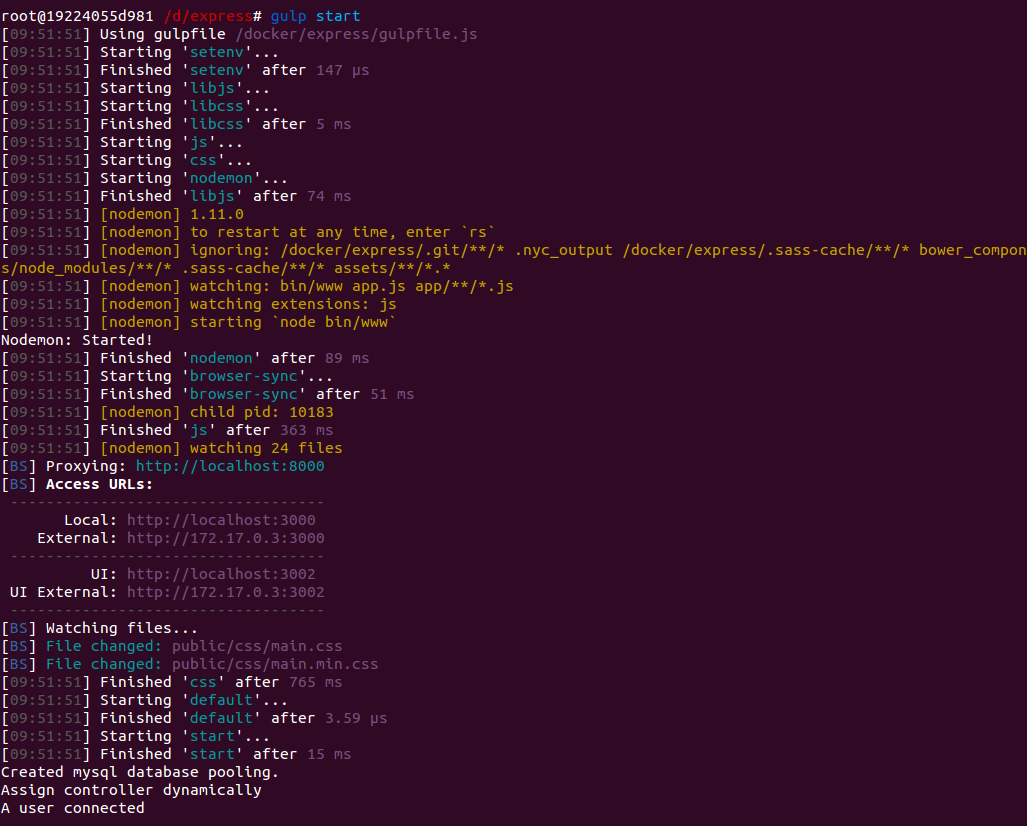 root@19224055d981 /d/express# gulp start
[09:51:51] Using gulpfile /docker/express/gulpfile.js
[09:51:51] Starting 'setenv'...
[09:51:51] Finished 'setenv' after 147 μs
[09:51:51] Starting 'libjs'...
[09:51:51] Starting 'libcss'...
[09:51:51] Finished 'libcss' after 5 ms
[09:51:51] Starting 'js'...
[09:51:51] Starting 'css'...
[09:51:51] Starting 'nodemon'...
[09:51:51] Finished 'libjs' after 74 ms
[09:51:51] [nodemon] 1.11.0
[09:51:51] [nodemon] to restart at any time, enter `rs`
[09:51:51] [nodemon] ignoring: /docker/express/.git/**/* .nyc_output /docker/express/.sass-cache/**/* bower_compon
s/node_modules/**/* .sass-cache/**/* assets/**/*.*
[09:51:51] [nodemon] watching: bin/www app.js app/**/*.js
[09:51:51] [nodemon] watching extensions: js
[09:51:51] [nodemon] starting `node bin/www`
Nodemon: Started!
[09:51:51] Finished 'nodemon' after 89 ms
[09:51:51] Starting 'browser-sync'...
[09:51:51] Finished 'browser-sync' after 51 ms
[09:51:51] [nodemon] child pid: 10183
[09:51:51] Finished 'js' after 363 ms
[09:51:51] [nodemon] watching 24 files
[BS] Proxying: http://localhost:8000
[BS] Access URLs:
-----------------------------------
Local: http://localhost:3000
External: http://172.17.0.3:3000
-----------------------------------
UI: http://localhost:3002
UI External: http://172.17.0.3:3002
-----------------------------------
[BS] Watching files...
[BS] File changed: public/css/main.css
[BS] File changed: public/css/main.min.css
[09:51:51] Finished 'css' after 765 ms
[09:51:51] Starting 'default'...
[09:51:51] Finished 'default' after 3.59 μs
[09:51:51] Starting 'start'...
[09:51:51] Finished 'start' after 15 ms
Created mysql database pooling.
Assign controller dynamically
A user connected